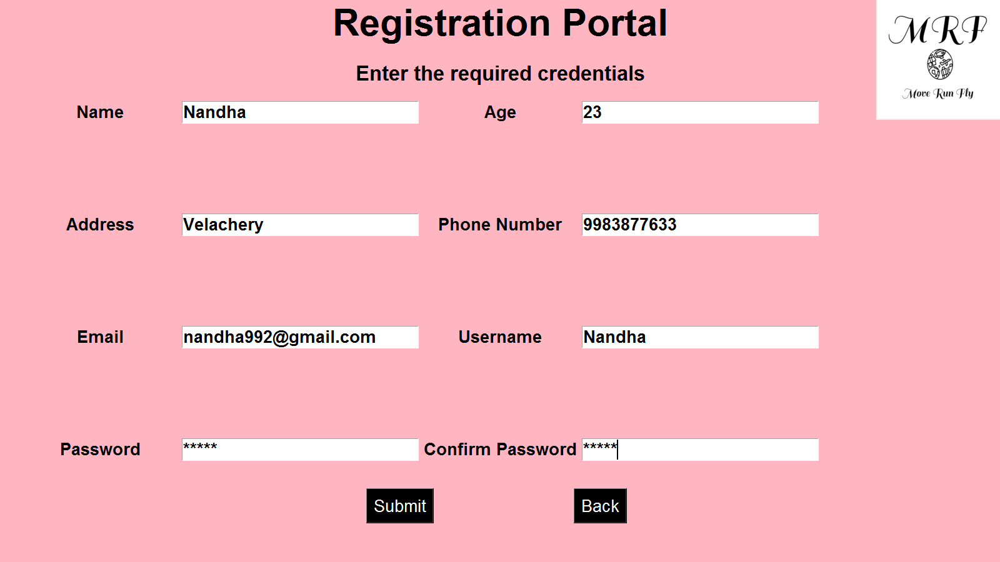 Registration Portal
MRF
Move Run Fly
Enter the required credentials
Name Nandha Age 23
Address Velachery Phone Number 9983877633
Email nandha992@gmail.com Username Nandha
Password ***** Confirm Password *****
Submit Back